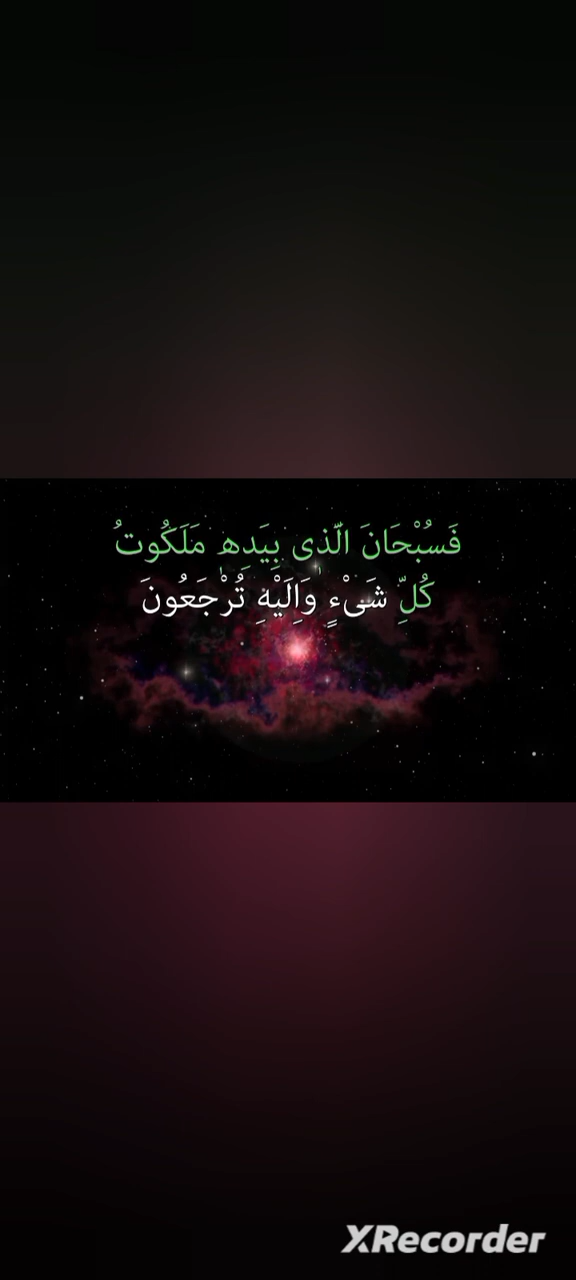 فَسُبْحَانَ الَّذٖى بِيَدِهٖ مَلَكُوتُ
كُلِّ شَىْءٍ وَاِلَيْهِ تُرْجَعُونَ
XRecorder